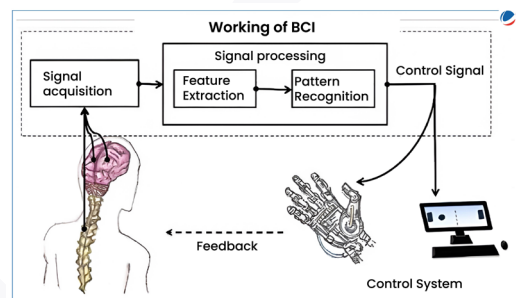 Working of BCI
Signal processing
Signal
acquisition
Feature
Extraction
Pattern
Recognition
Control Signal
Feedback
Control System